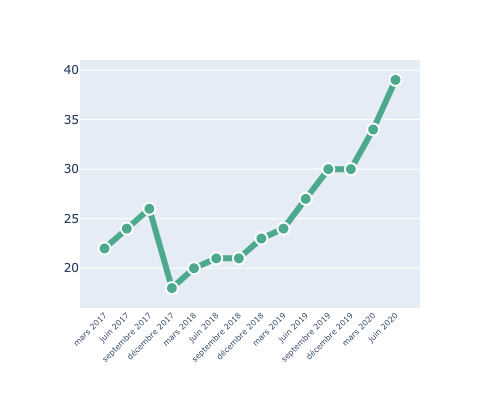 40
35
30
25
20
mars 2017
juin 2017
septembre 2017
décembre 2017
mars 2018
juin 2018
septembre 2018
décembre 2018
mars 2019
juin 2019
septembre 2019
décembre 2019
mars 2020
juin 2020